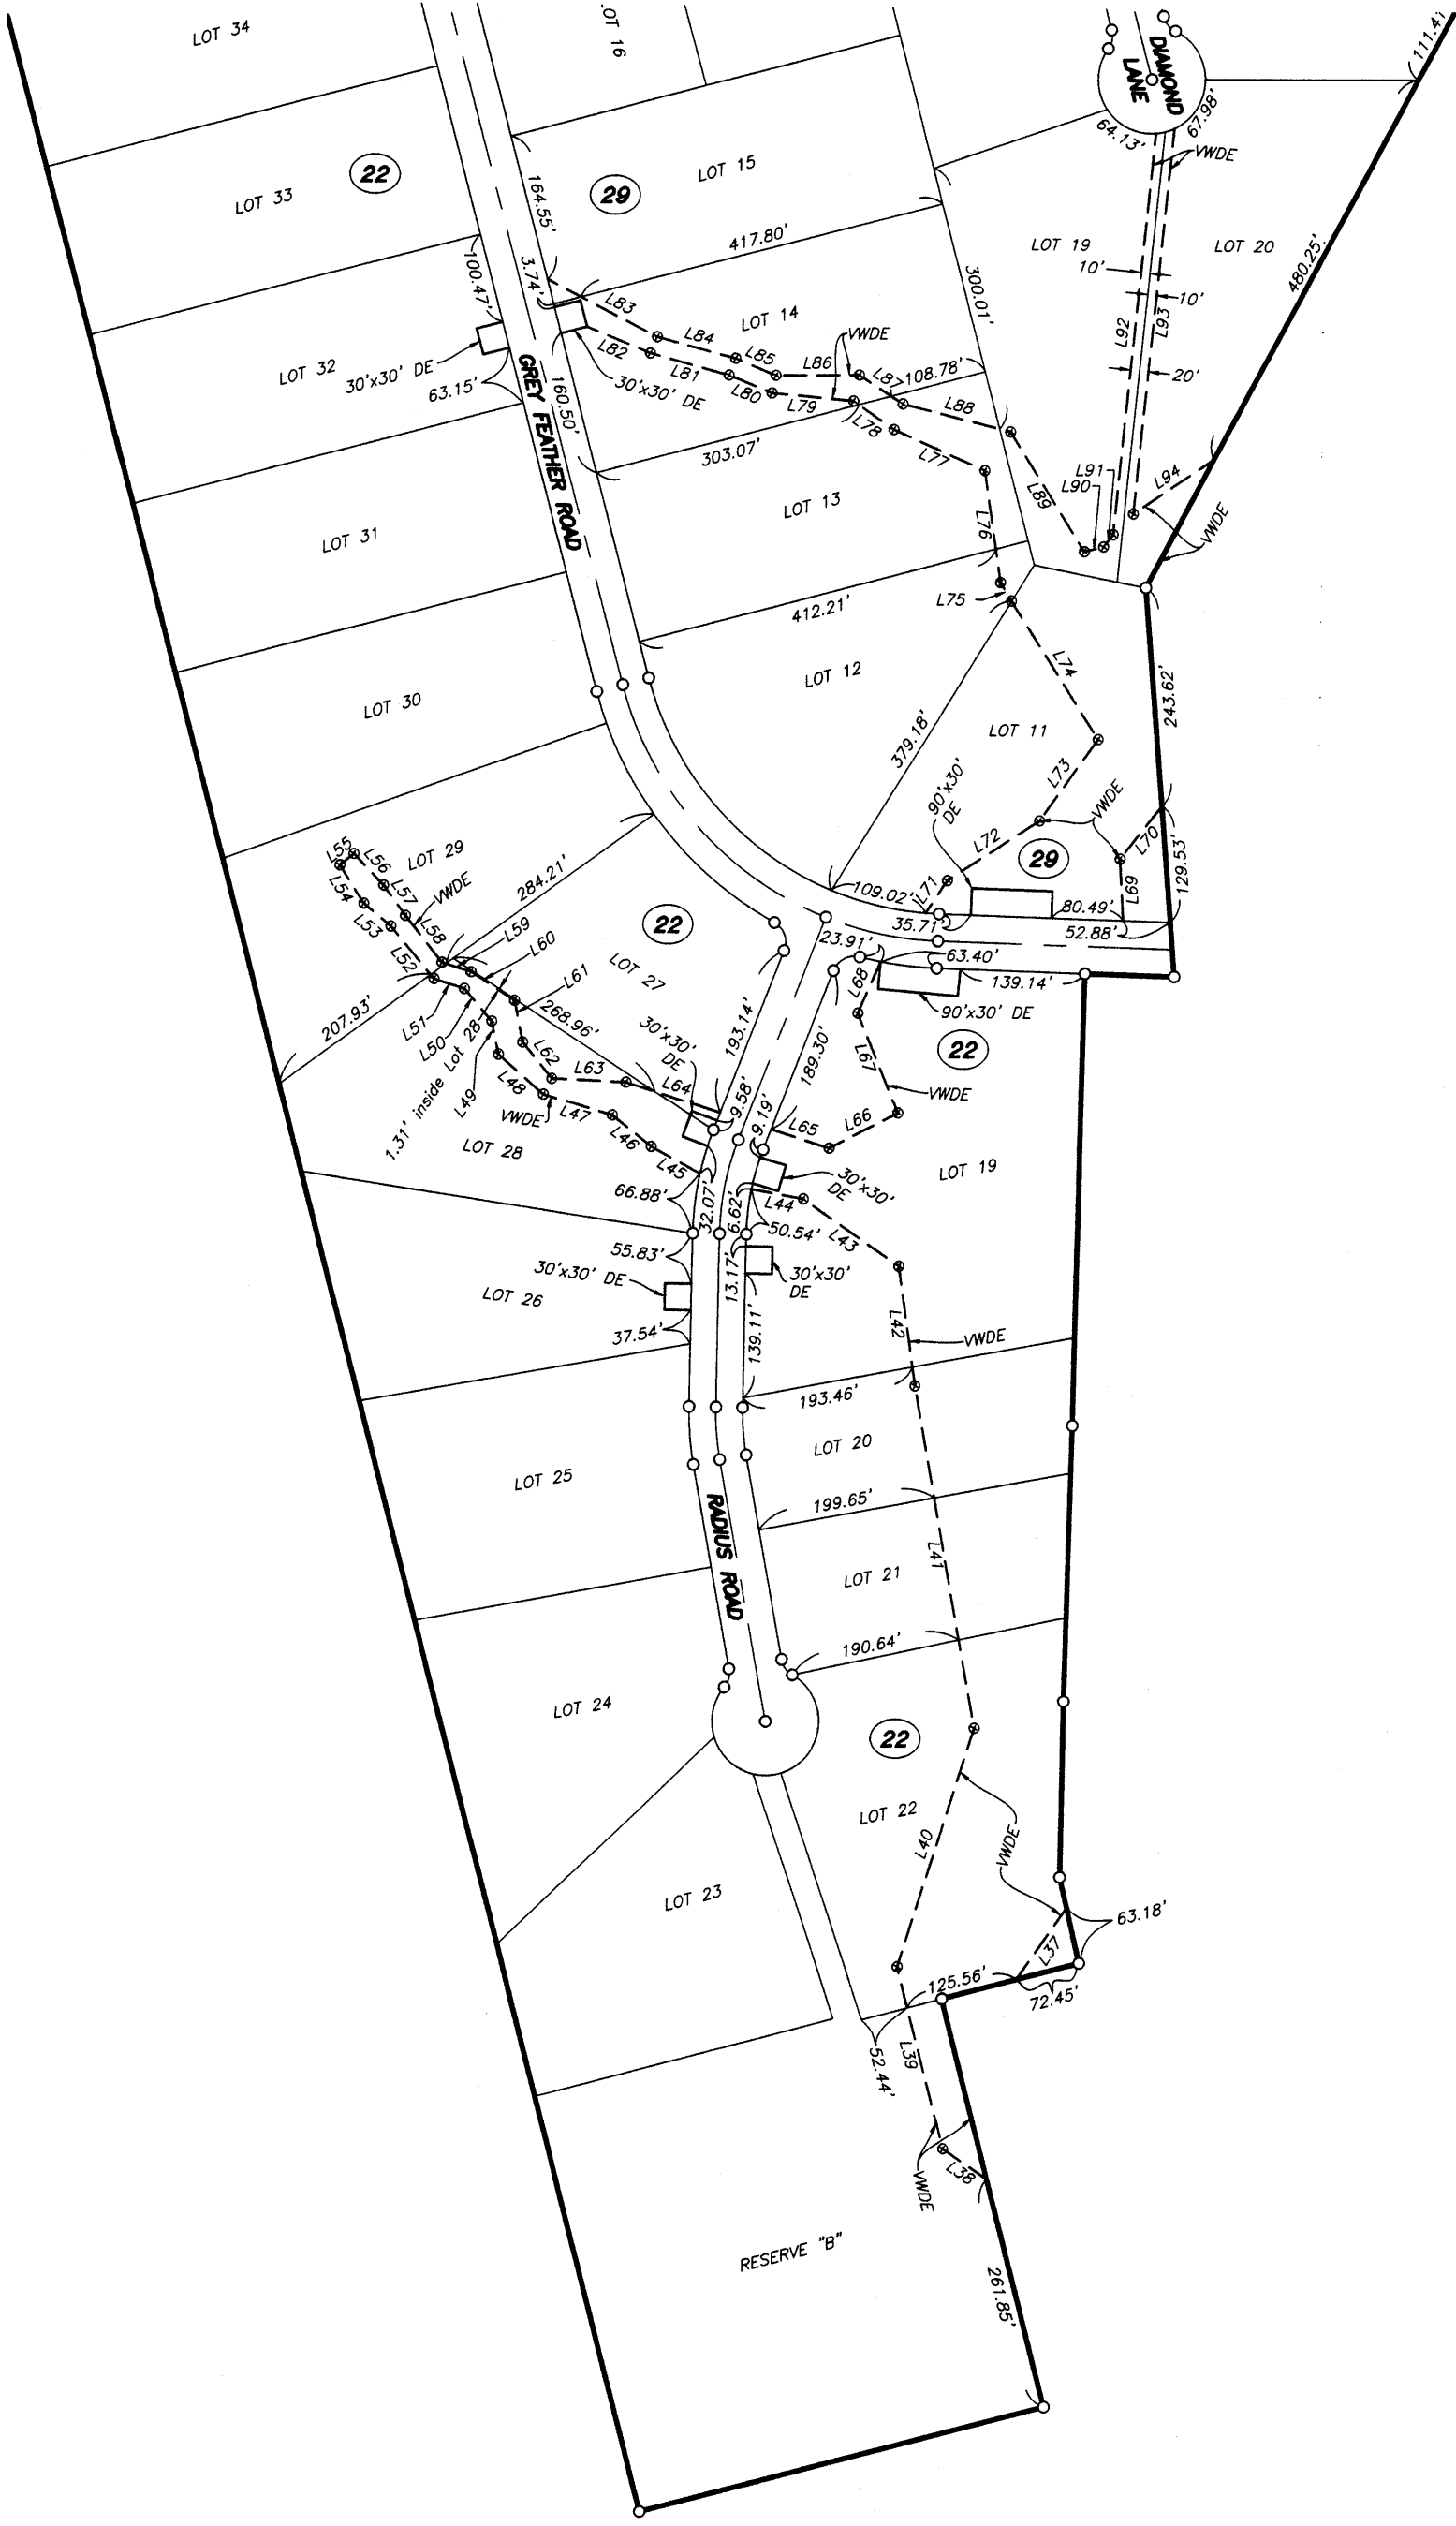 LOT 34
LOT 16
DIAMOND
LANE
111.41
64.13'
67.98'
VWDE
LOT 33
22
29
LOT 15
164.55'
417.80'
LOT 19
LOT 20
480.25'
10'
10'
100.47'
3.74'
L83
LOT 14
300.01'
L92
L93
L84
L85
VWDE
LOT 32
30'x30' DE
L82
L86
L87
108.78'
20'
63.15'
GREY FEATHER ROAD
160.50'
30'x30' DE
L81
L80
L79
L78
L88
303.07'
L77
L91
L90
L94
L89
VWDE
LOT 31
LOT 13
L76
L75
412.21'
LOT 12
LOT 30
L74
243.62'
379.18'
LOT 11
L73
90'x30'
DE
VWDE
L55
L56
LOT 29
L54
L57
VWDE
284.21'
L72
29
L70
129.53'
L53
L58
L59
22
109.02'
L71
80.49'
L69
35.71'
52.88'
L52
L60
23.91'
63.40'
L61
LOT 27
L68
139.14'
207.93'
L51
268.96'
90'x30' DE
L50
30'x30'
DE
193.14'
22
1.31' inside Lot 28
L49
L62
189.30'
L67
L63
L64
VWDE
L48
9.58'
9.19'
L65
L66
VWDE
L47
L46
LOT 28
L45
LOT 19
30'x30'
DE
66.88'
32.07'
6.62'
L44
50.54'
L43
55.83'
30'x30' DE
13.17'
30'x30'
DE
LOT 26
L42
VWDE
37.54'
139.11'
193.46'
LOT 20
LOT 25
199.65'
RADIUS ROAD
L41
LOT 21
190.64'
LOT 24
22
LOT 22
L40
VWDE
LOT 23
63.18'
L37
125.56'
72.45'
52.44'
L39
L38
VWDE
RESERVE "B"
261.85'